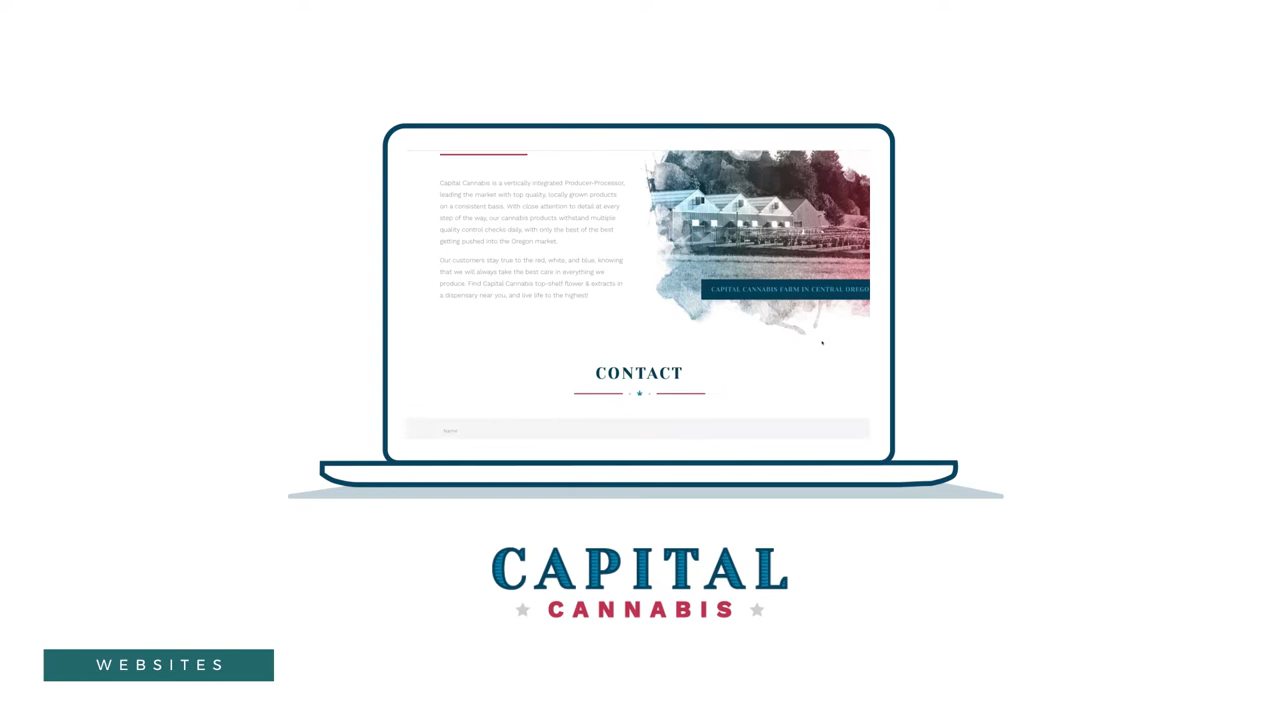 Capital Cannabis is a vertically integrated Producer-Processor,
leading the market with top quality, locally grown products
on a consistent basis. With close attention to detail at every
step of the way, our cannabis products withstand multiple
quality control checks daily, with only the best of the best
getting pushed into the Oregon market.
Our customers stay true to the red, white, and blue, knowing
that we will always take the best care in everything we
produce. Find Capital Cannabis top-shelf flower & extracts in
a dispensary near you, and live life to the highest!
CAPITAL CANNABIS FARM IN CENTRAL OREGO
CONTACT
CAPITAL
CANNABIS
WEBSITES